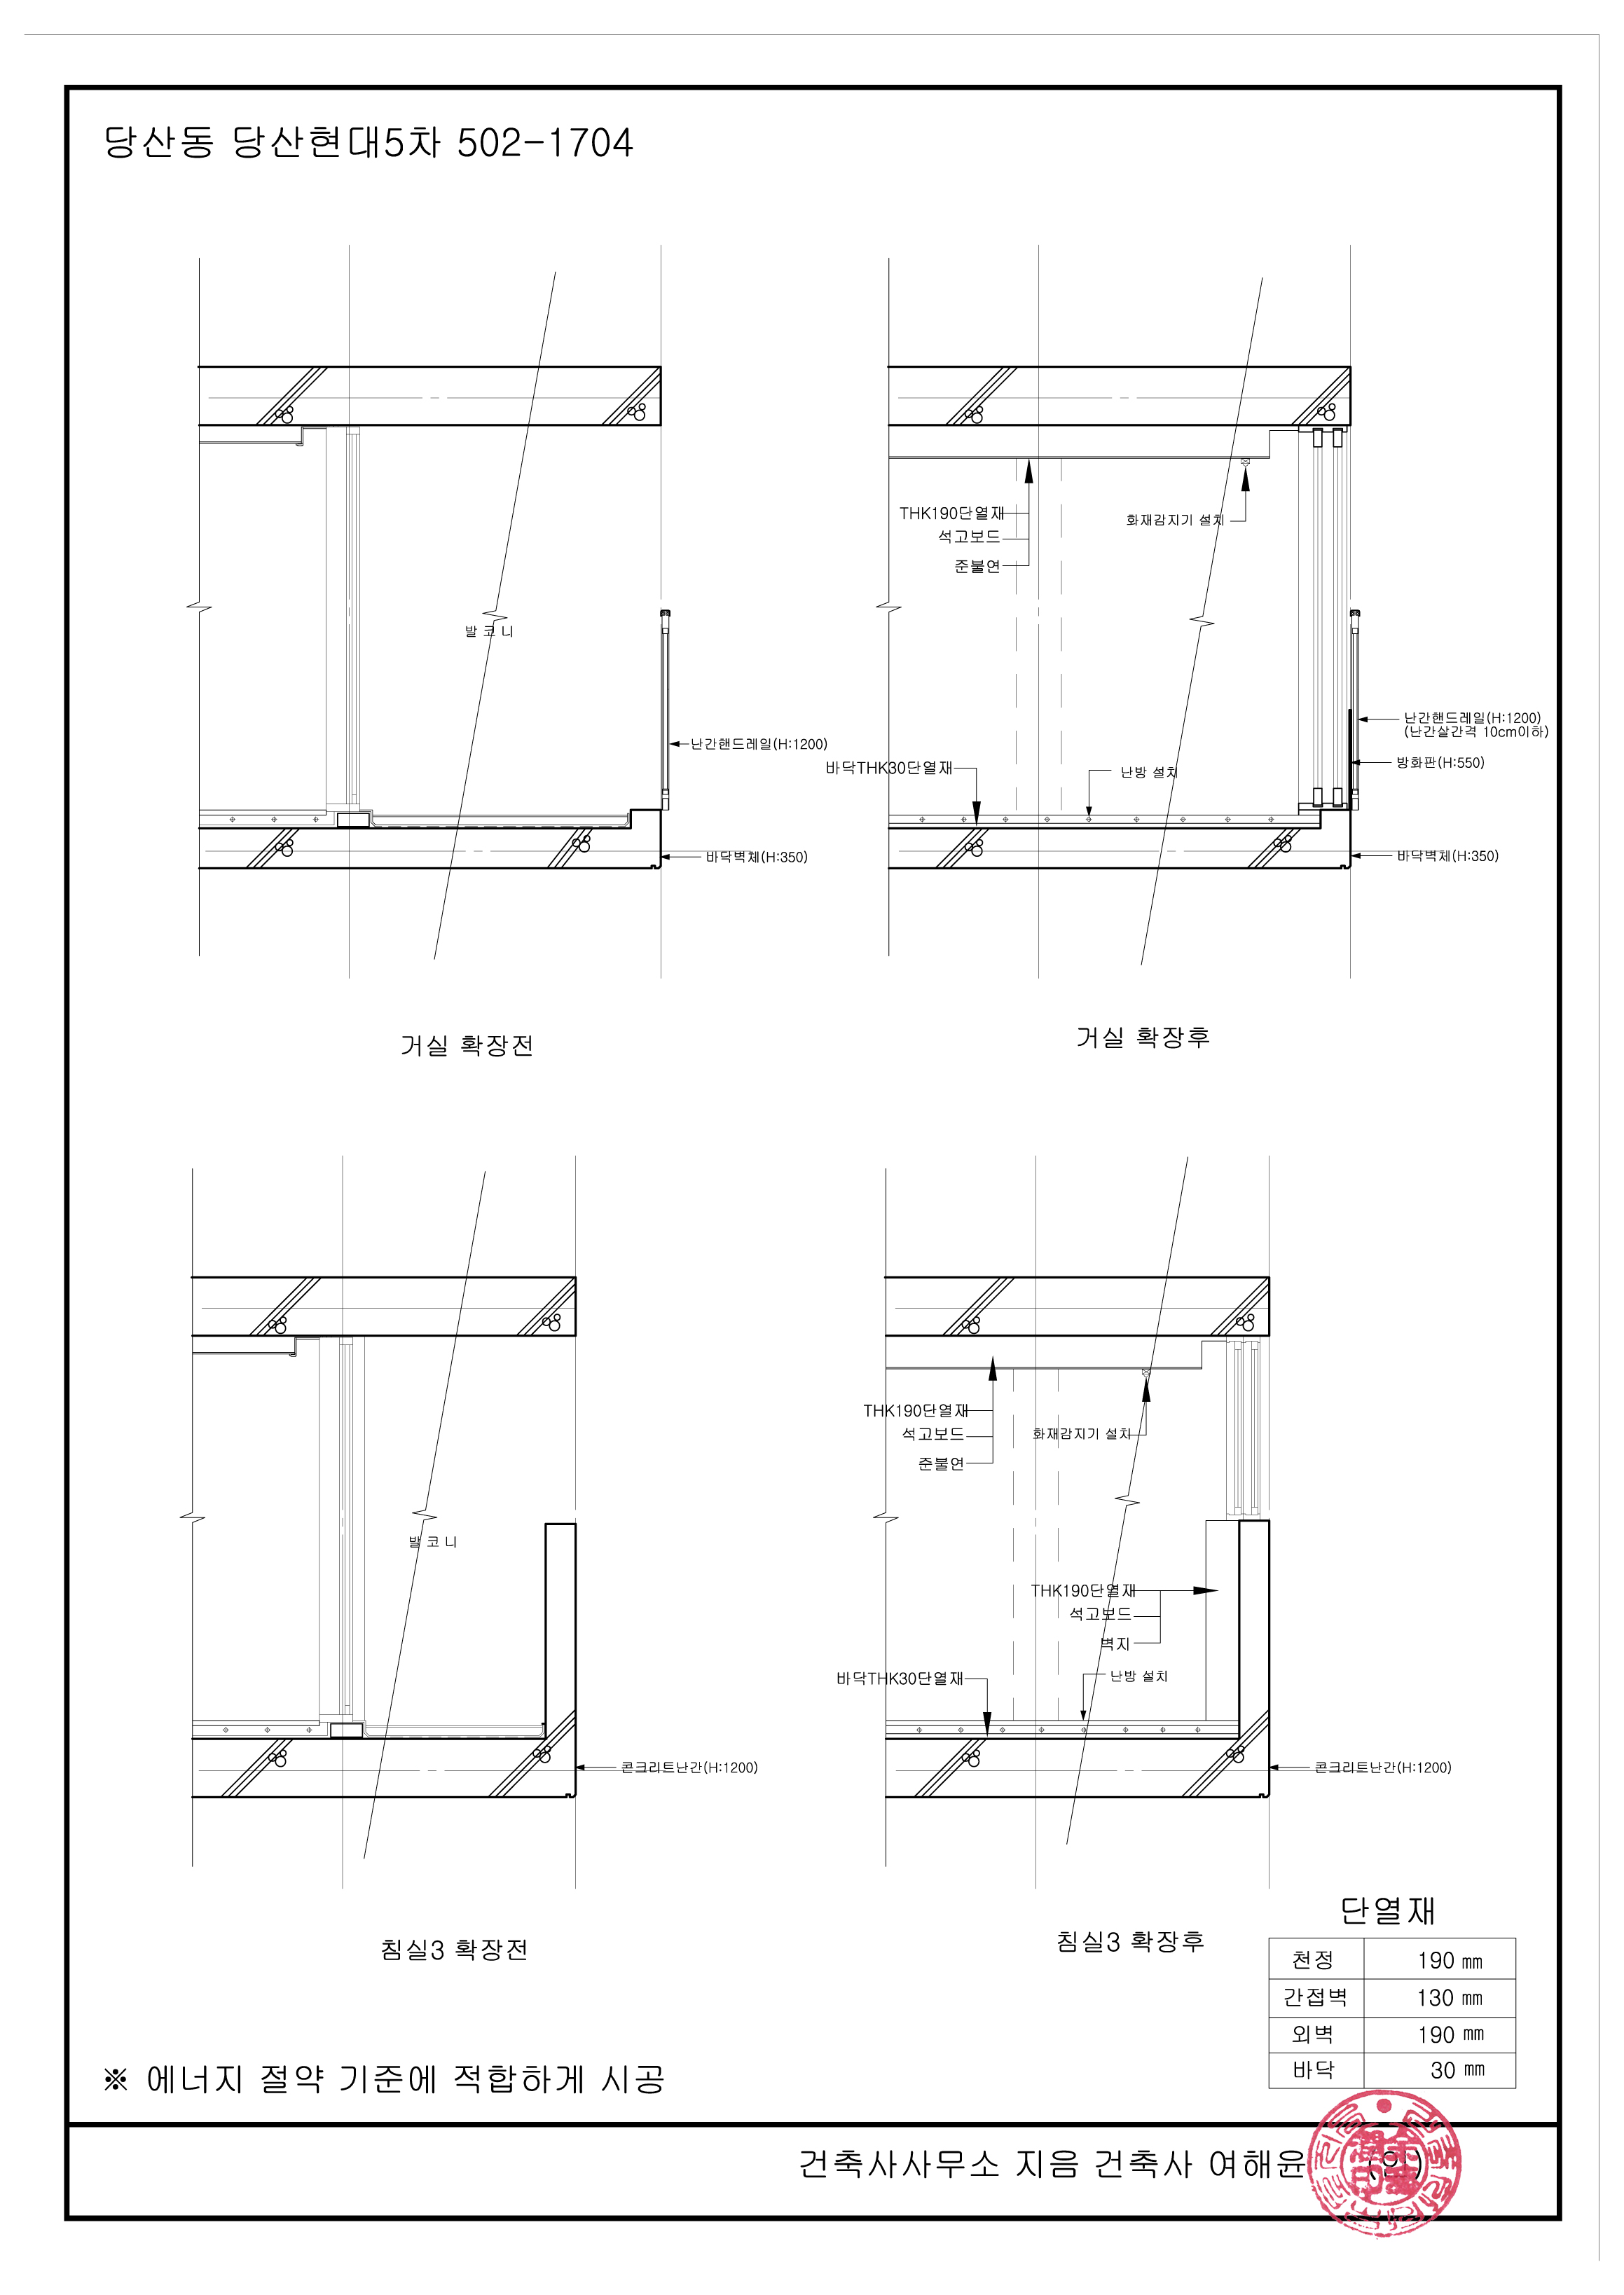 당산동 당산현대5차 502-1704
발 코 니
난간핸드레일(H:1200)
바닥벽체(H:350)
거실 확장전
THK190단열재
석고보드
준불연
화재감지기 설치
바닥THK30단열재
난방 설치
난간핸드레일(H:1200)
(난간살간격 10cm이하)
방화판(H:550)
바닥벽체(H:350)
거실 확장후
발 코 니
콘크리트난간(H:1200)
침실3 확장전
THK190단열재
석고보드
준불연
화재감지기 설치
THK190단열재
석고보드
벽지
바닥THK30단열재
난방 설치
콘크리트난간(H:1200)
침실3 확장후
단열재
천정 190 ㎜
간접벽 130 ㎜
외벽 190 ㎜
바닥 30 ㎜
※ 에너지 절약 기준에 적합하게 시공
건축사사무소 지음 건축사 여해윤 (인)